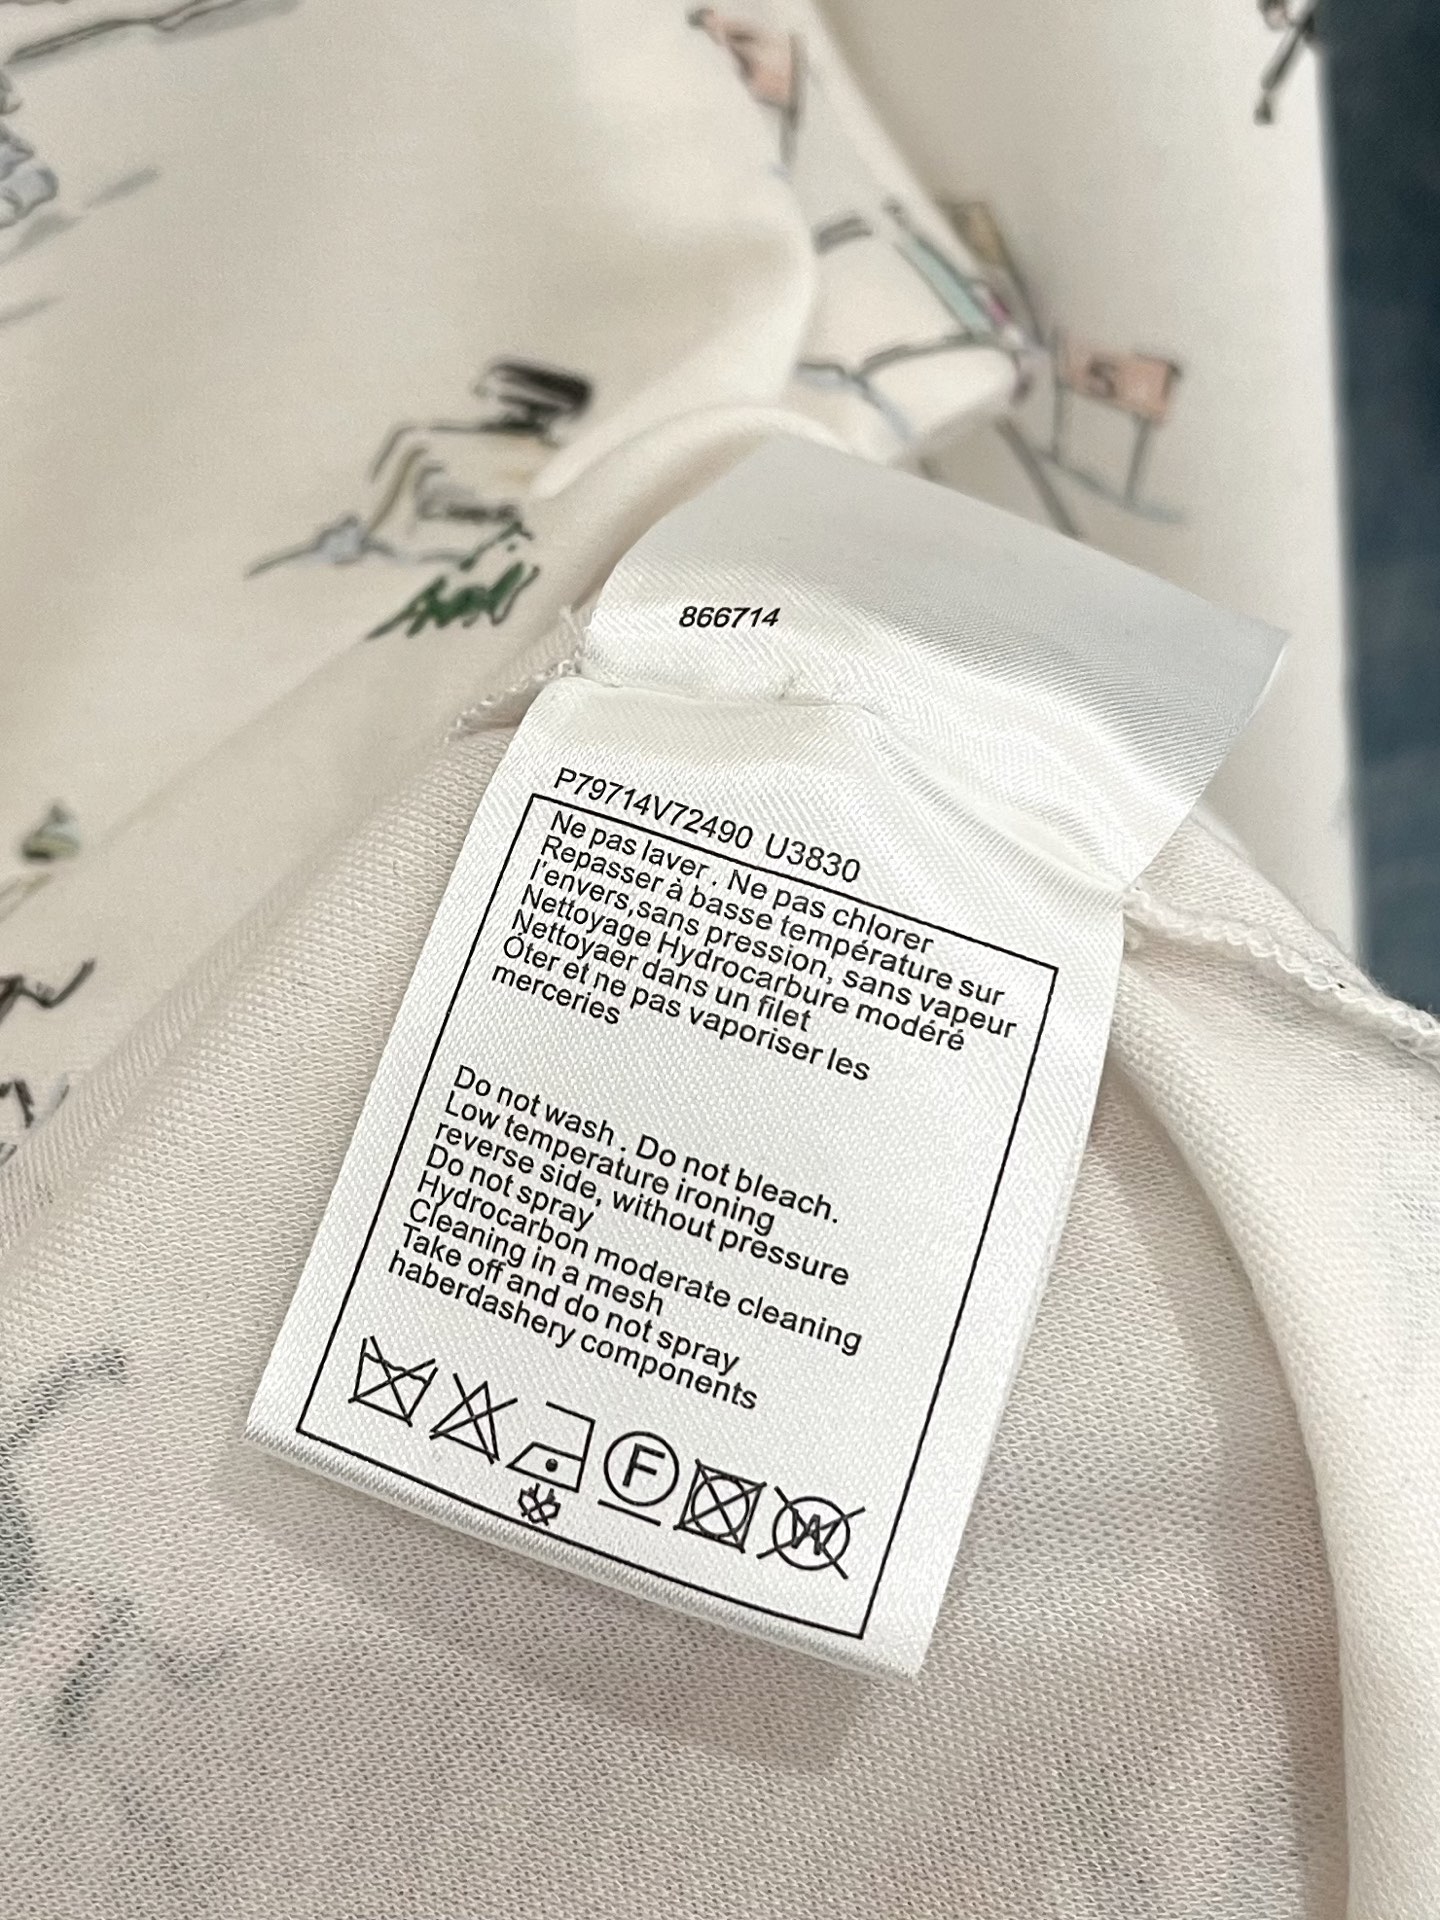 5
866714
P79714V72490 U3830
Ne pas laver . Ne pas chlorer
Repasser à basse température sur
l'envers,sans pression, sans vapeur
Nettoyage Hydrocarbure modéré
Nettoyaer dans un filet
Óter et ne pas vaporiser les
merceries
Do not wash . Do not bleach.
Low temperature ironing
reverse side, without pressure
Do not spray
Hydrocarbon moderate cleaning
Cleaning in a mesh
Take off and do not spray
haberdashery components
F
W